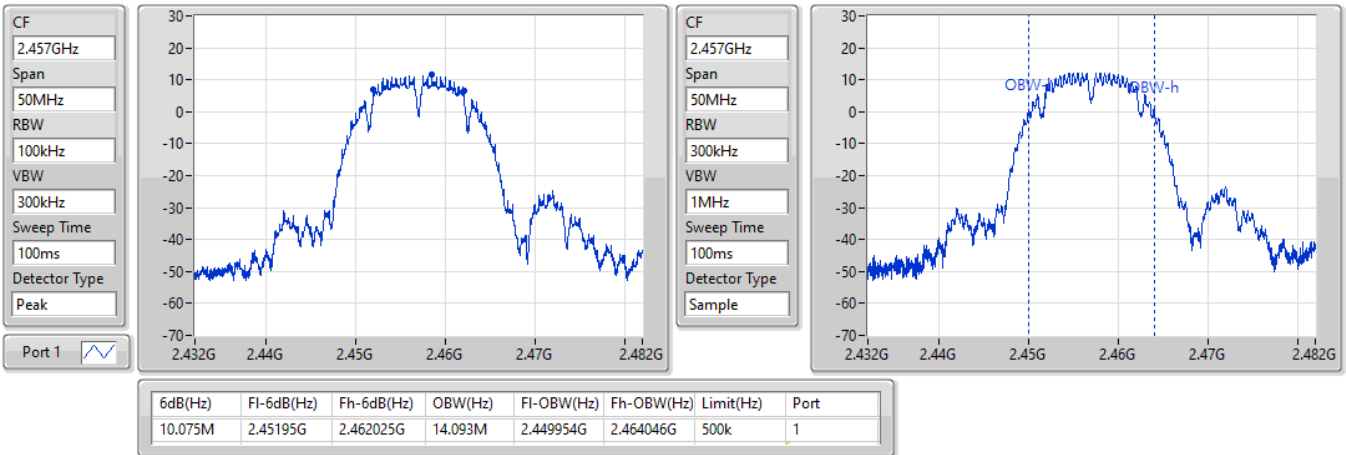 CF
2.457GHz
Span
50MHz
RBW
100kHz
VBW
300kHz
Sweep Time
100ms
Detector Type
Peak
Port 1
30
20
10
0
-10
-20
-30
-40
-50
-60
-70
2.432G 2.44G 2.45G 2.46G 2.47G 2.482G
CF
2.457GHz
Span
50MHz
RBW
300kHz
VBW
1MHz
Sweep Time
100ms
Detector Type
Sample
30
20
10
0
-10
-20
-30
-40
-50
-60
-70
OBW-h
2.432G 2.44G 2.45G 2.46G 2.47G 2.482G
6dB(Hz) Fl-6dB(Hz) Fh-6dB(Hz) OBW(Hz) Fl-OBW(Hz) Fh-OBW(Hz) Limit(Hz) Port
10.075M 2.45195G 2.462025G 14.093M 2.449954G 2.464046G 500k 1